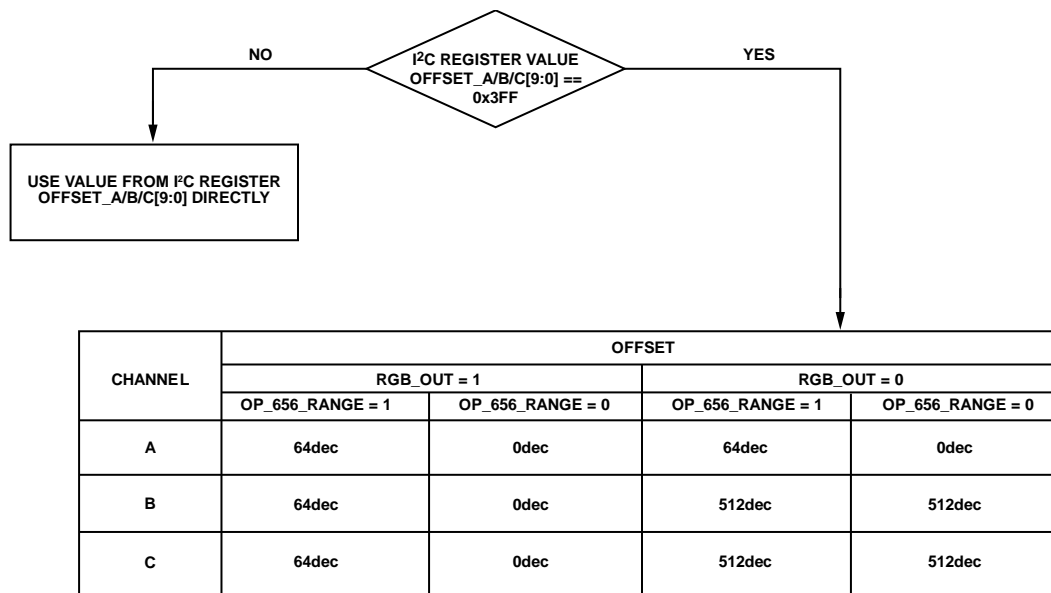 NO
I²C REGISTER VALUE
OFFSET_A/B/C[9:0] ==
0x3FF
YES
USE VALUE FROM I²C REGISTER
OFFSET_A/B/C[9:0] DIRECTLY
CHANNEL
OFFSET
RGB_OUT = 1 RGB_OUT = 0
OP_656_RANGE = 1 OP_656_RANGE = 0 OP_656_RANGE = 1 OP_656_RANGE = 0
A 64dec 0dec 64dec 0dec
B 64dec 0dec 512dec 512dec
C 64dec 0dec 512dec 512dec